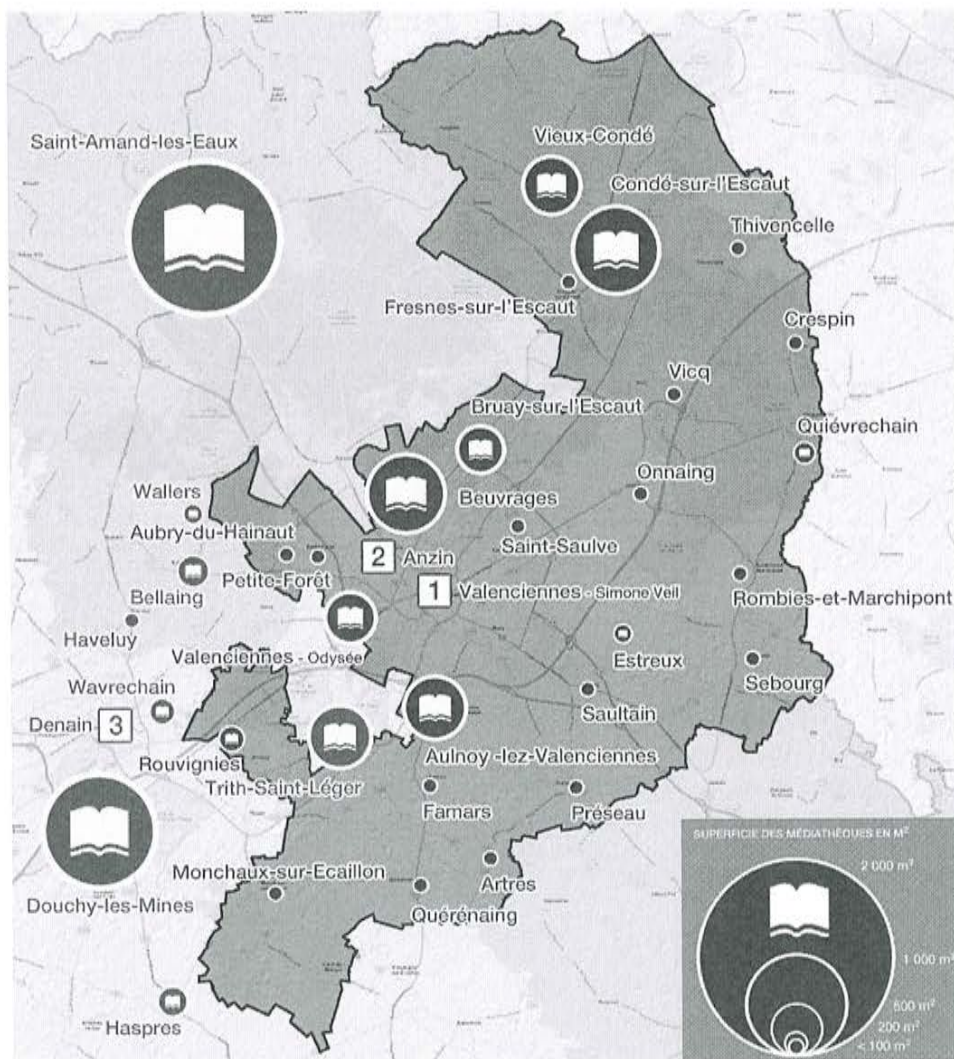 Saint-Amand-les-Eaux
Vieux-Condé
Condé-sur-l'Escaut
Thivencelle
Fresnes-sur-l'Escaut
Crespin
Vicq
Bruay-sur-l'Escaut
Quiévrechain
Wallers
Beuvrages
Onnaing
Aubry-du-Hainaut
Saint-Saulve
2 Anzin
Petite-Forêt
Bellaing
1 Valenciennes - Simone Veil
Rombies-et-Marchipont
Haveluy
Valenciennes - Odysée
Estreux
Sebourg
Wavrechain
Saultain
Denain 3
Rouvignies
Aulnoy-lez-Valenciennes
Trith-Saint-Léger
Famars
Préseau
Monchaux-sur-Ecaillon
Artres
Quérénaing
Douchy-les-Mines
Haspres
SUPERFICIE DES MÉDIATHÈQUES EN M²
2 000 m²
1 000 m²
500 m²
200 m²
< 100 m²